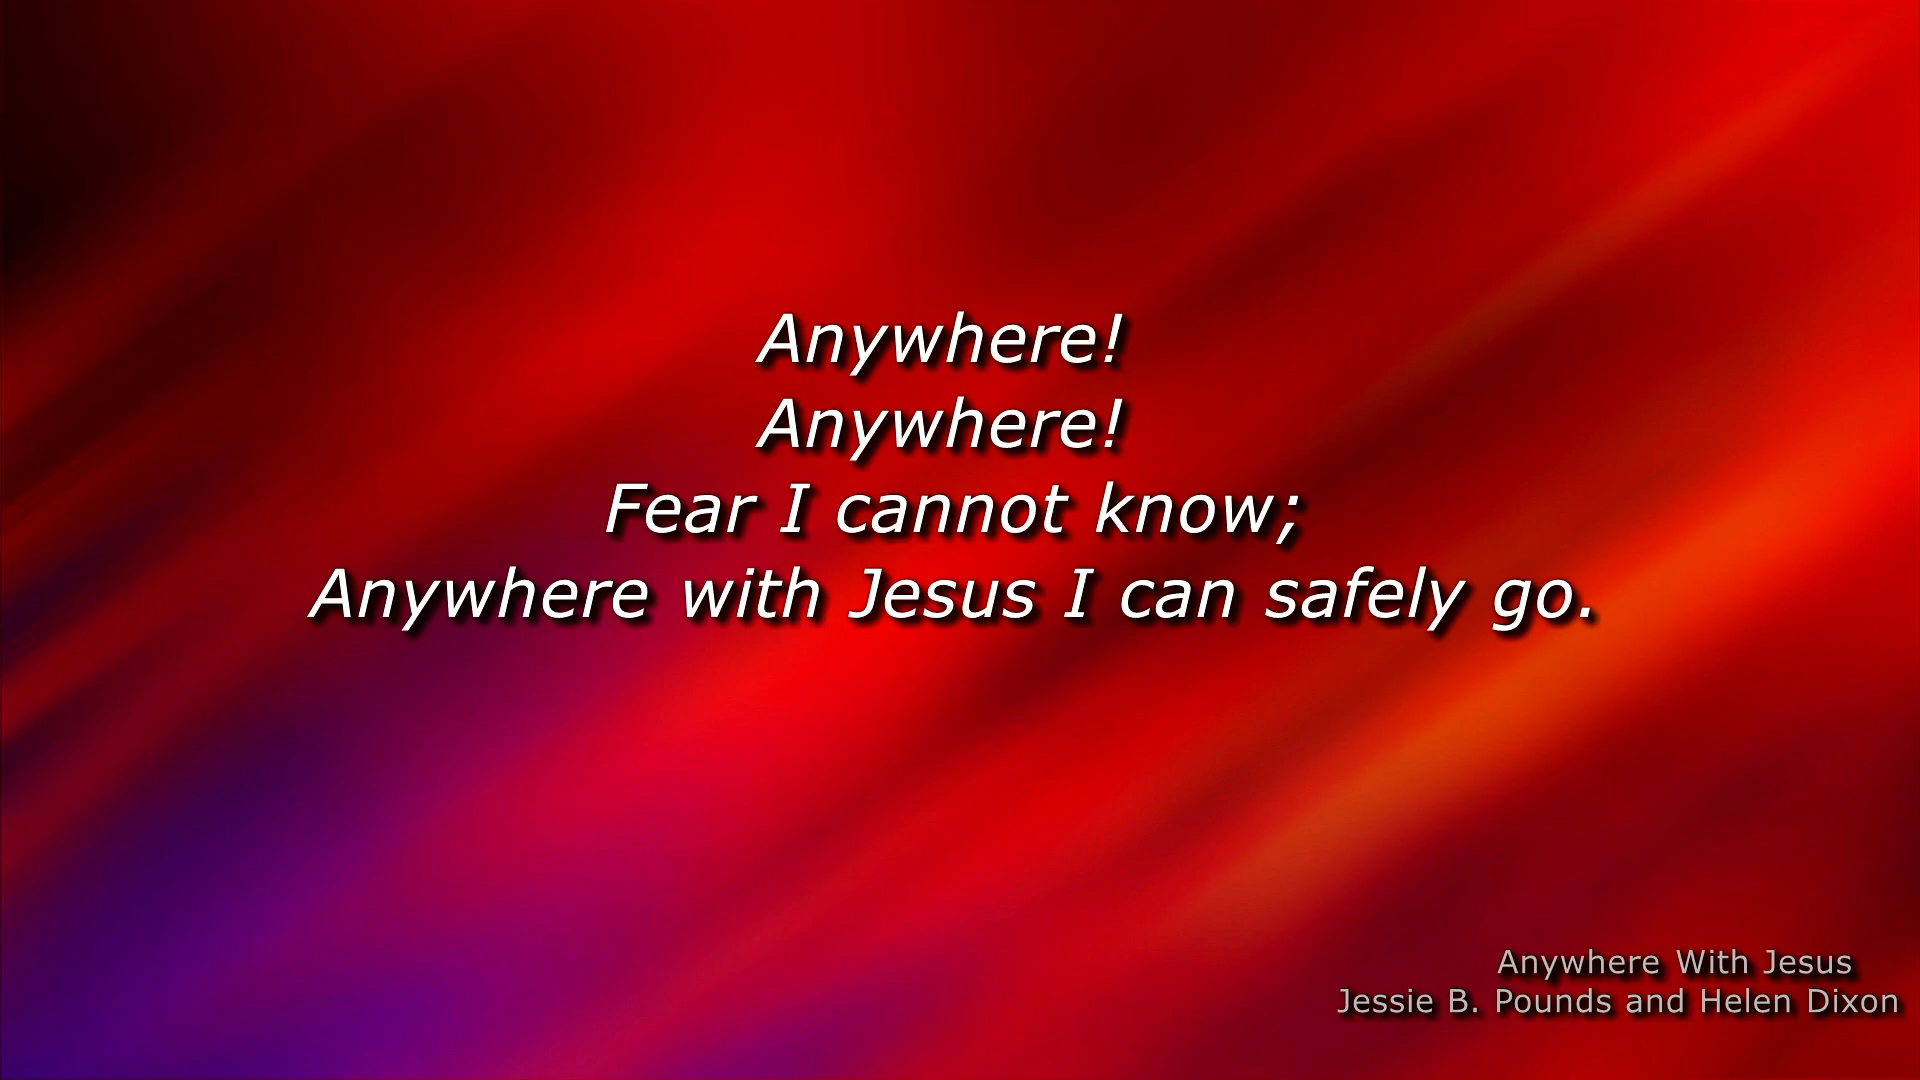 Anywhere!
Anywhere!
Fear I cannot know;
Anywhere with Jesus I can safely go.
Anywhere With Jesus
Jessie B. Pounds and Helen Dixon